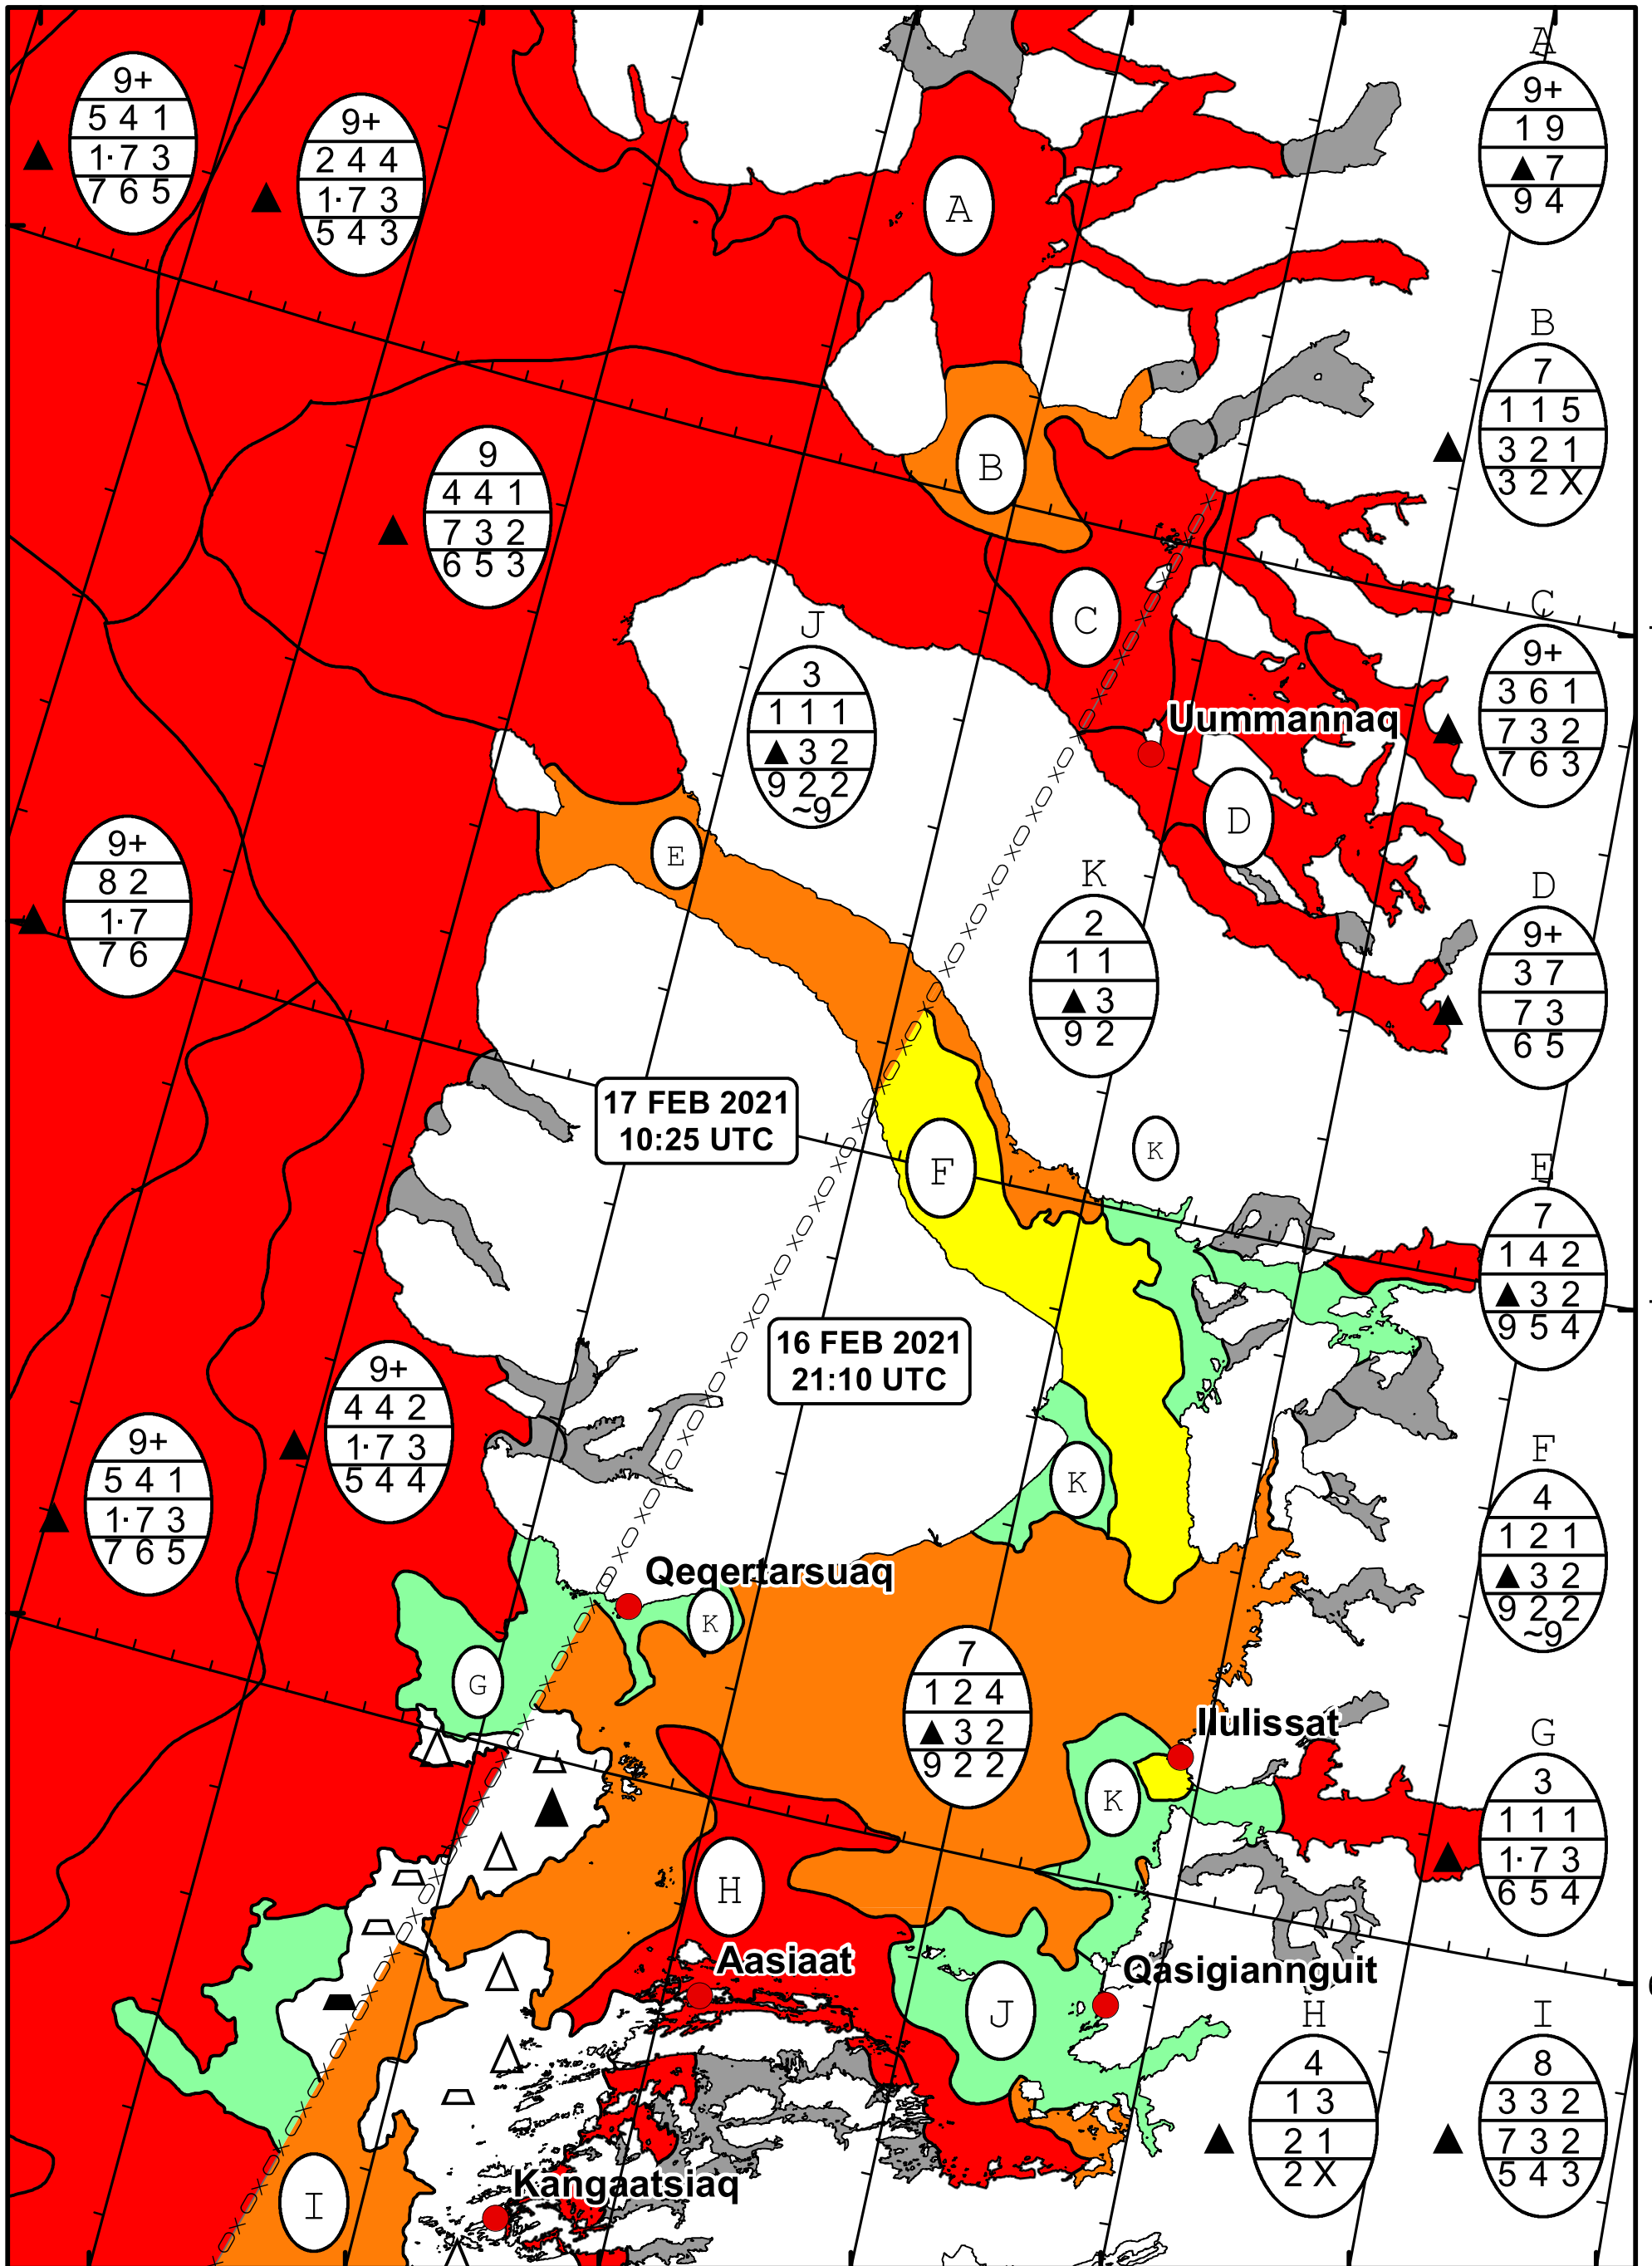 9+
5 4 1
1· 7 3
7 6 5
9+
2 4 4
1· 7 3
5 4 3
A
A
9+
1 9
▲ 7
9 4
B
7
1 1 5
3 2 1
3 2 X
B
9
4 4 1
7 3 2
6 5 3
C
J
3
1 1 1
▲ 3 2
9 2 2
~9
C
9+
3 6 1
7 3 2
7 6 3
Uummannaq
D
E
9+
8 2
1· 7
7 6
K
2
1 1
▲ 3
9 2
D
9+
3 7
7 3
6 5
17 FEB 2021
10:25 UTC
F
K
E
7
1 4 2
▲ 3 2
9 5 4
16 FEB 2021
21:10 UTC
9+
4 4 2
1· 7 3
5 4 4
9+
5 4 1
1· 7 3
7 6 5
K
F
4
1 2 1
▲ 3 2
9 2 2
~9
Qeqertarsuaq
K
G
7
1 2 4
▲ 3 2
9 2 2
Ilulissat
K
G
3
1 1 1
1· 7 3
6 5 4
H
Aasiaat
Qasigiannguit
J
H
4
1 3
2 1
2 X
I
8
3 3 2
7 3 2
5 4 3
Kangaatsiaq
I